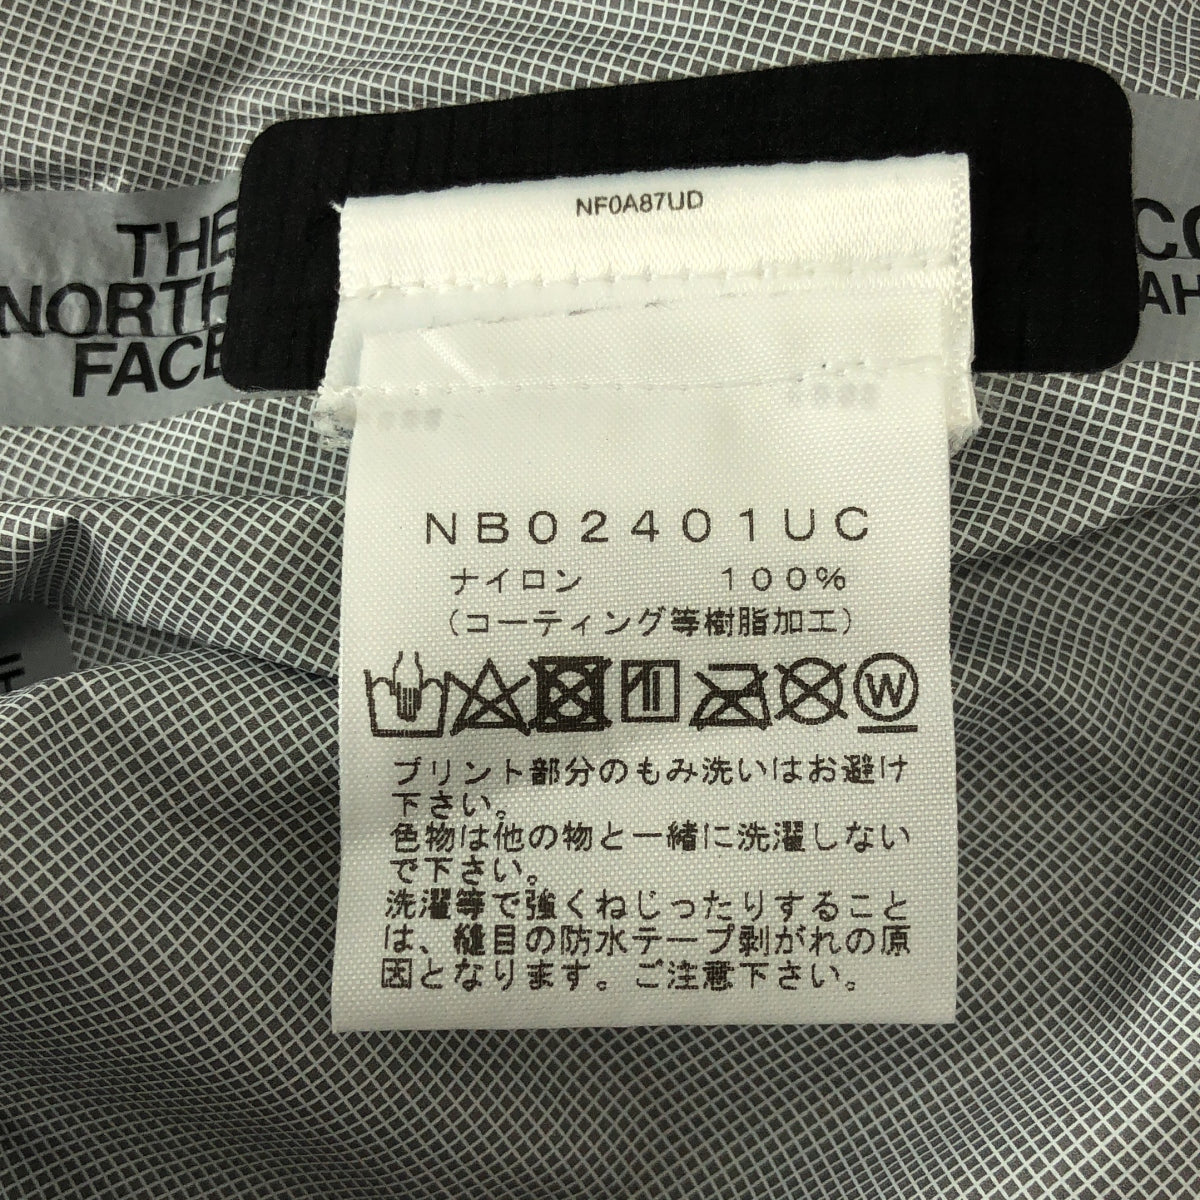 NF0A87UD
THE
NORTH
FACE
NB02401UC
ナイロン 100%
(コーティング等樹脂加工)
W
プリント部分のもみ洗いはお避け
下さい。
色物は他の物と一緒に洗濯しない
で下さい。
洗濯等で強くねじったりすること
は、縫目の防水テープ剥がれの原
因となります。ご注意下さい。